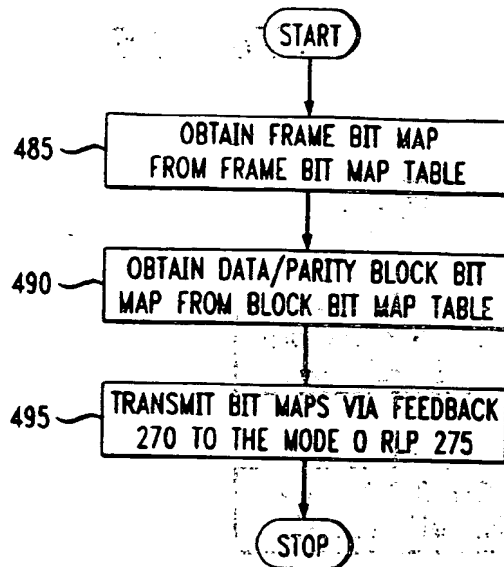 START
485
OBTAIN FRAME BIT MAP
FROM FRAME BIT MAP TABLE
490
OBTAIN DATA/PARITY BLOCK BIT
MAP FROM BLOCK BIT MAP TABLE
495
TRANSMIT BIT MAPS VIA FEEDBACK
270 TO THE MODE 0 RLP 275
STOP